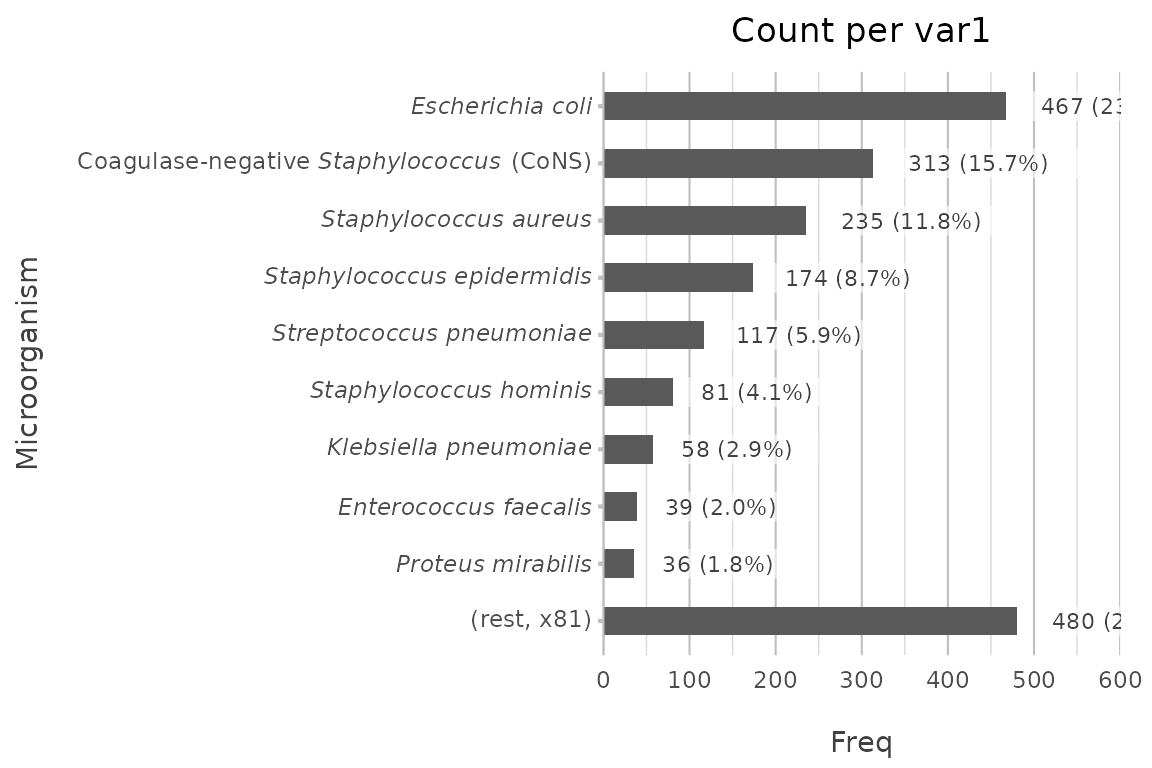 Count per var1
Escherichia coli 467 (23
Coagulase-negative Staphylococcus (CoNS) 313 (15.7%)
Staphylococcus aureus 235 (11.8%)
Staphylococcus epidermidis 174 (8.7%)
Streptococcus pneumoniae 117 (5.9%)
Staphylococcus hominis 81 (4.1%)
Klebsiella pneumoniae 58 (2.9%)
Enterococcus faecalis 39 (2.0%)
Proteus mirabilis 36 (1.8%)
(rest, x81) 480 (2
0 100 200 300 400 500 600
Freq
Microorganism